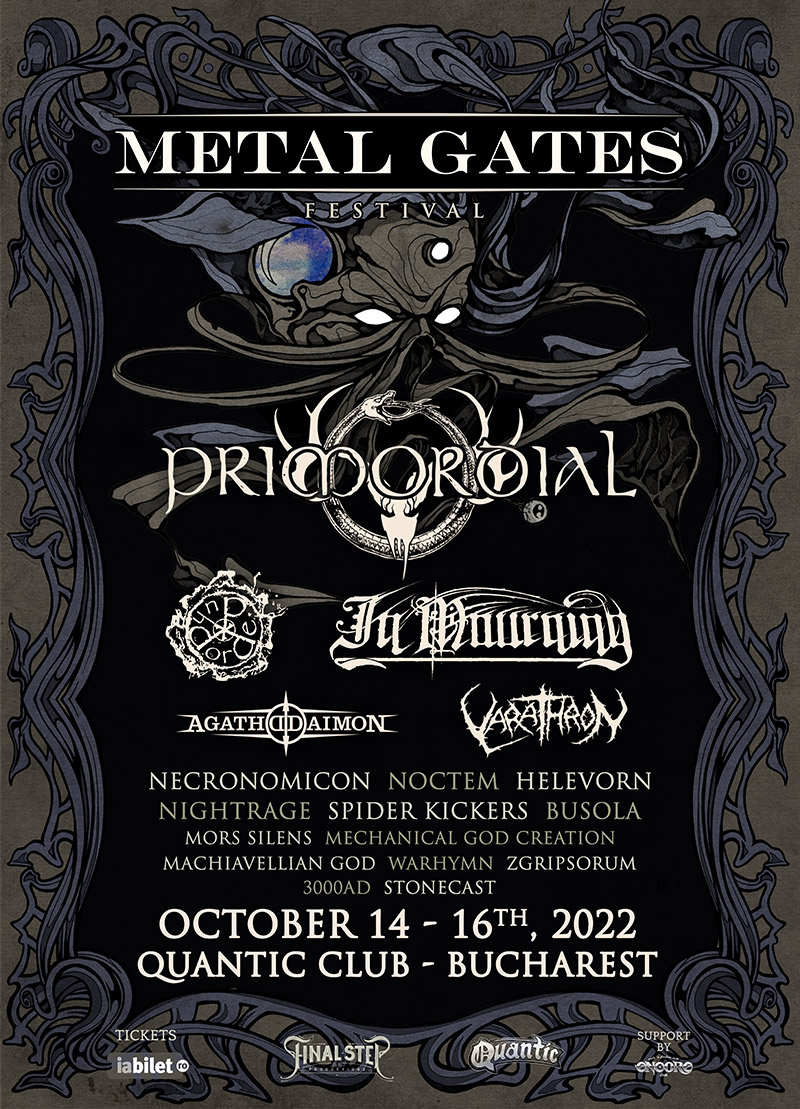 METAL GATES
FESTIVAL
PRIMORDIAL
In Mourning
AGATHODAIMON
VARATHRON
NECRONOMICON NOCTEM HELEVORN
NIGHTRAGE SPIDER KICKERS BUSOLA
MORS SILENS MECHANICAL GOD CREATION
MACHIAVELLIAN GOD WARHYMN ZGRIPSORUM
3000AD STONECAST
OCTOBER 14 - 16TH, 2022
QUANTIC CLUB - BUCHAREST
TICKETS
iabilet ro
FINAL STEP
PRODUCTIONS
Quantic
SUPPORT
BY